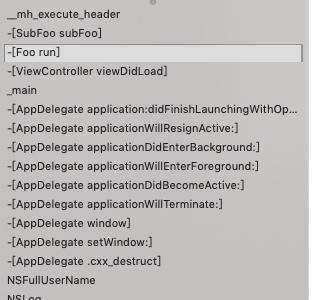 __mh_execute_header
-[SubFoo subFoo]
-[Foo run]
-[ViewController viewDidLoad]
_main
-[AppDelegate application:didFinishLaunchingWithOp...
-[AppDelegate applicationWillResignActive:]
-[AppDelegate applicationDidEnterBackground:]
-[AppDelegate applicationWillEnterForeground:]
-[AppDelegate applicationDidBecomeActive:]
-[AppDelegate applicationWillTerminate:]
-[AppDelegate window]
-[AppDelegate setWindow:]
-[AppDelegate .cxx_destruct]
NSFullUserName
NSLog